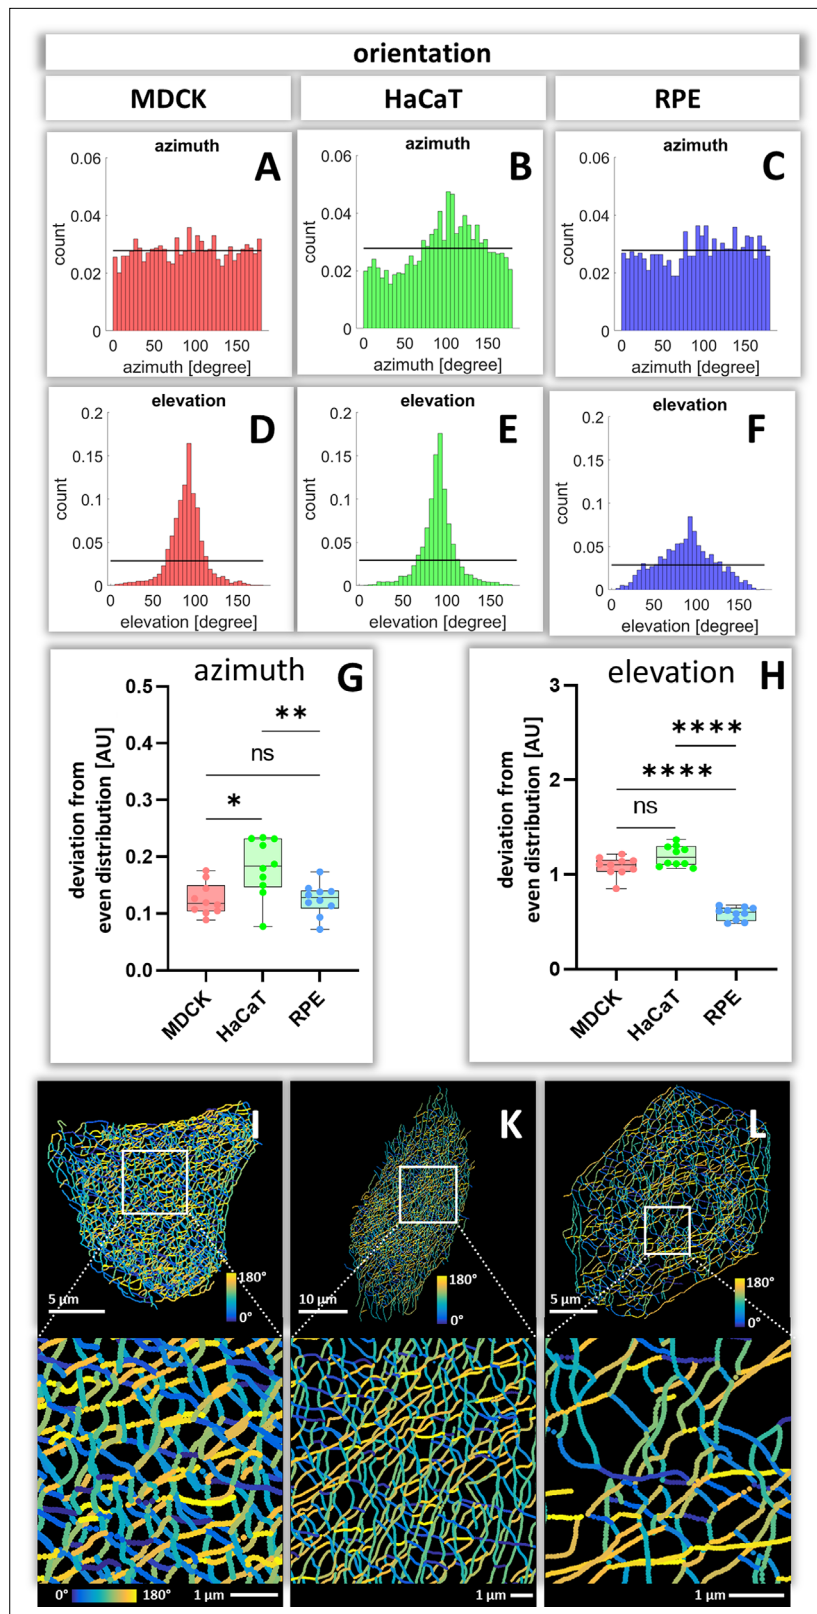 orientation
MDCK HaCaT RPE
azimuth azimuth azimuth
A B C
0.06 0.06 0.06
0.04 0.04 0.04
0.02 0.02 0.02
0 0 0
count count count
0 50 100 150 0 50 100 150 0 50 100 150
azimuth [degree] azimuth [degree] azimuth [degree]
elevation elevation elevation
D E F
0.2 0.2 0.2
0.15 0.15 0.15
0.1 0.1 0.1
0.05 0.05 0.05
0 0 0
count count count
0 50 100 150 0 50 100 150 0 50 100 150
elevation [degree] elevation [degree] elevation [degree]
azimuth G
0.5
0.4
0.3
0.2
0.1
0.0
deviation from
even distribution [AU]
**
ns
*
MDCK HaCaT RPE
elevation H
3
2
1
0
deviation from
even distribution [AU]
****
****
ns
MDCK HaCaT RPE
I K L
180° 180° 180°
0° 0° 0°
5 μm 10 μm 5 μm
0° 180° 1 μm 1 μm 1 μm